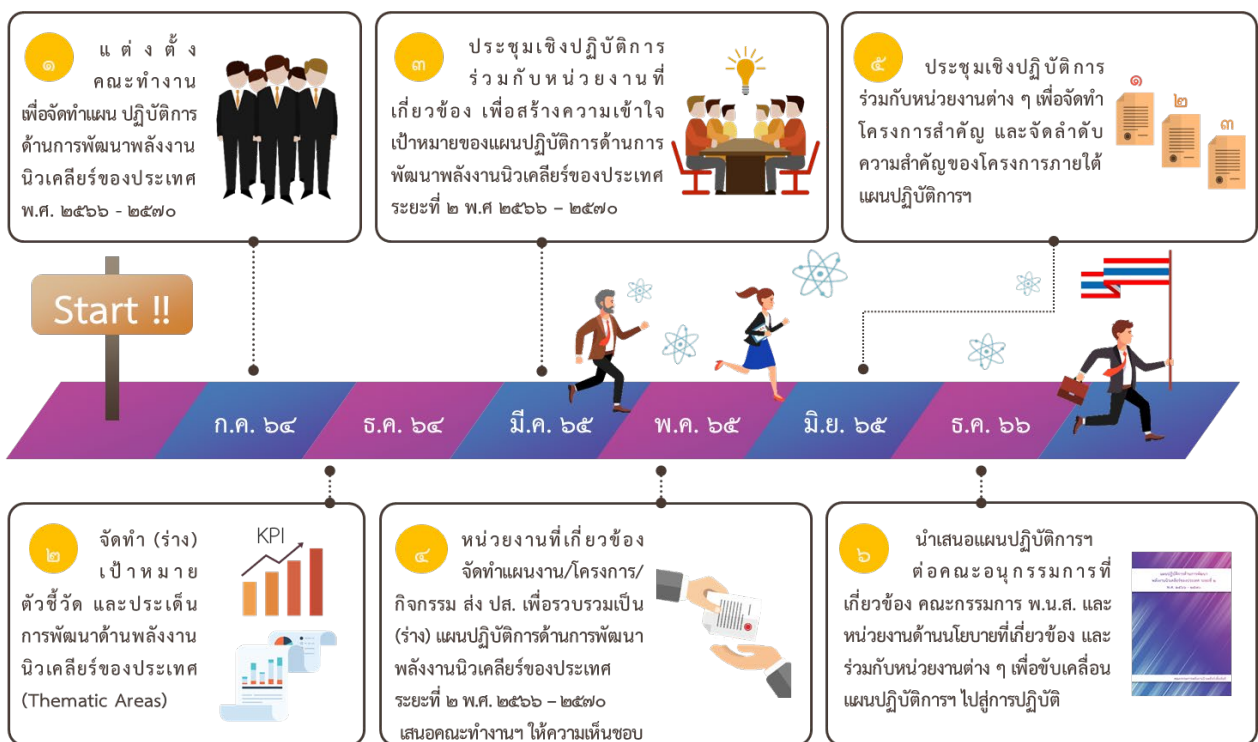 ๑
แต่งตั้ง
คณะทำงาน
เพื่อจัดทำแผน ปฏิบัติการ
ด้านการพัฒนาพลังงาน
นิวเคลียร์ของประเทศ
พ.ศ. ๒๕๖๖ - ๒๕๗๐
๓
ประชุมเชิงปฏิบัติการ
ร่วมกับหน่วยงานที่
เกี่ยวข้อง เพื่อสร้างความเข้าใจ
เป้าหมายของแผนปฏิบัติการด้านการ
พัฒนาพลังงานนิวเคลียร์ของประเทศ
ระยะที่ ๒ พ.ศ ๒๕๖๖ – ๒๕๗๐
๕
ประชุมเชิงปฏิบัติการ
ร่วมกับหน่วยงานต่าง ๆ เพื่อจัดทำ
โครงการสำคัญ และจัดลำดับ
ความสำคัญของโครงการภายใต้
แผนปฏิบัติการฯ
๑
๒
๓
Start !!
ก.ค. ๖๔
ธ.ค. ๖๔
มี.ค. ๖๕
พ.ค. ๖๕
มิ.ย. ๖๕
ธ.ค. ๖๖
๒
จัดทำ (ร่าง)
เป้าหมาย
ตัวชี้วัด และประเด็น
การพัฒนาด้านพลังงาน
นิวเคลียร์ของประเทศ
(Thematic Areas)
KPI
๔
หน่วยงานที่เกี่ยวข้อง
จัดทำแผนงาน/โครงการ/
กิจกรรม ส่ง ปส. เพื่อรวบรวมเป็น
(ร่าง) แผนปฏิบัติการด้านการพัฒนา
พลังงานนิวเคลียร์ของประเทศ
ระยะที่ ๒ พ.ศ. ๒๕๖๖ – ๒๕๗๐
เสนอคณะทำงานฯ ให้ความเห็นชอบ
๖
นำเสนอแผนปฏิบัติการฯ
ต่อคณะอนุกรรมการที่
เกี่ยวข้อง คณะกรรมการ พ.น.ส. และ
หน่วยงานด้านนโยบายที่เกี่ยวข้อง และ
ร่วมกับหน่วยงานต่าง ๆ เพื่อขับเคลื่อน
แผนปฏิบัติการฯ ไปสู่การปฏิบัติ